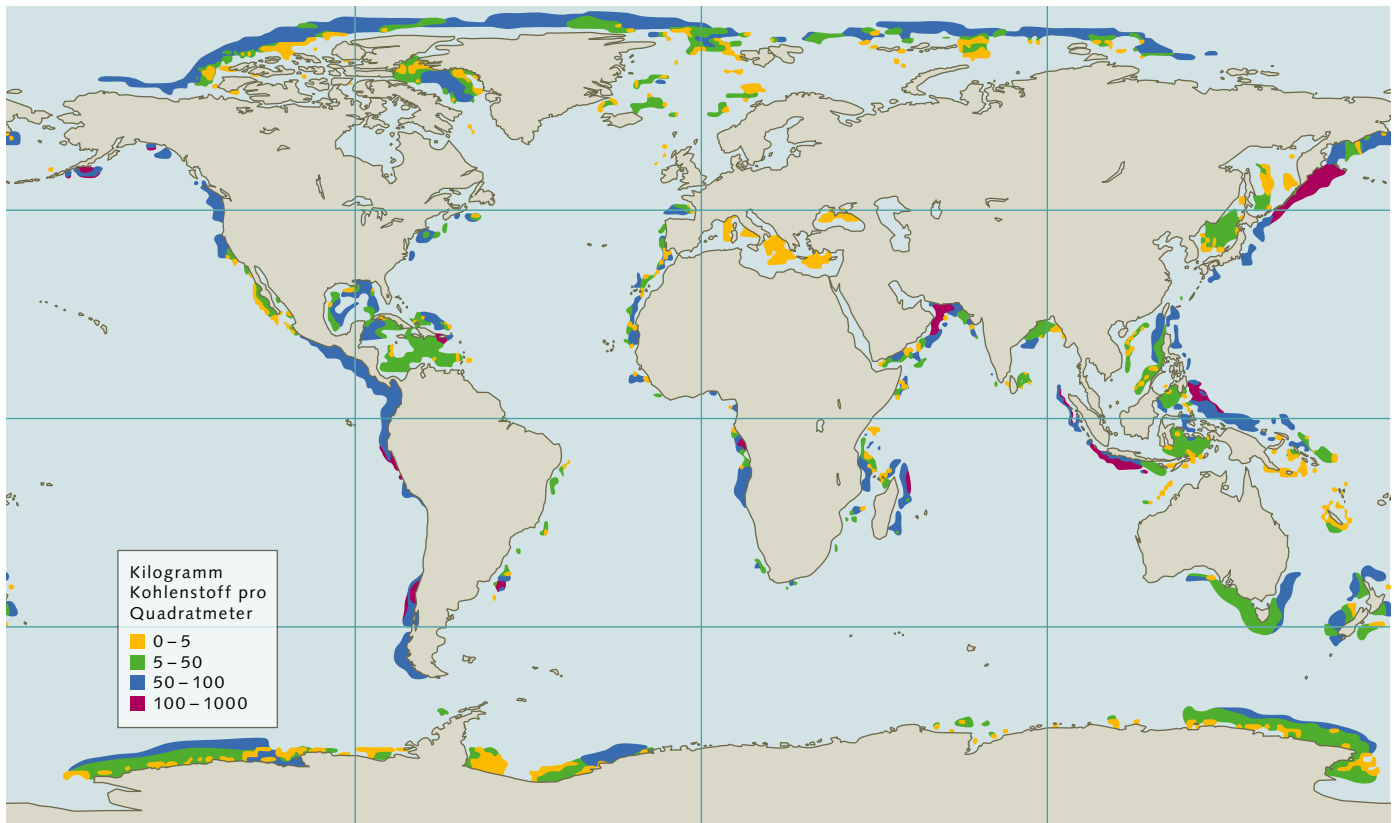 Kilogramm
Kohlenstoff pro
Quadratmeter
0 – 5
5 – 50
50 – 100
100 – 1000